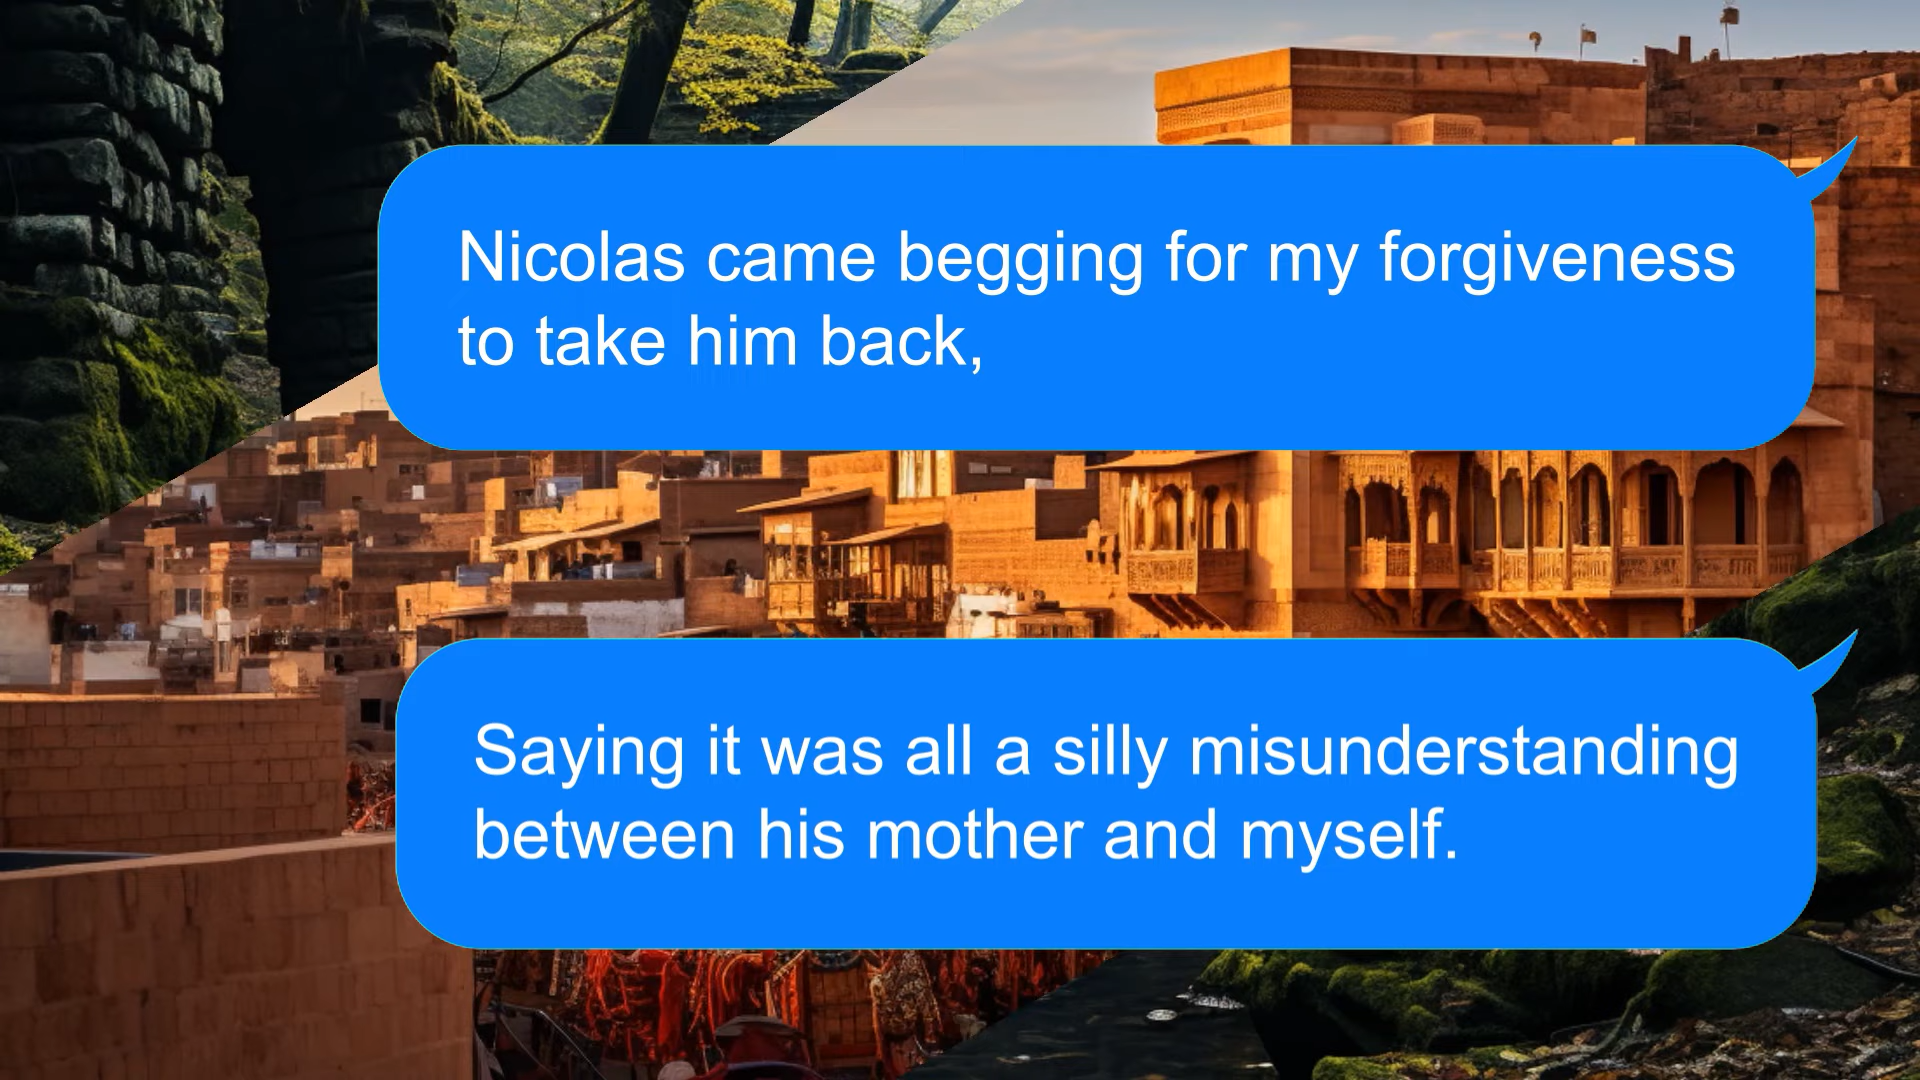 Nicolas came begging for my forgiveness
to take him back,
Saying it was all a silly misunderstanding
between his mother and myself.